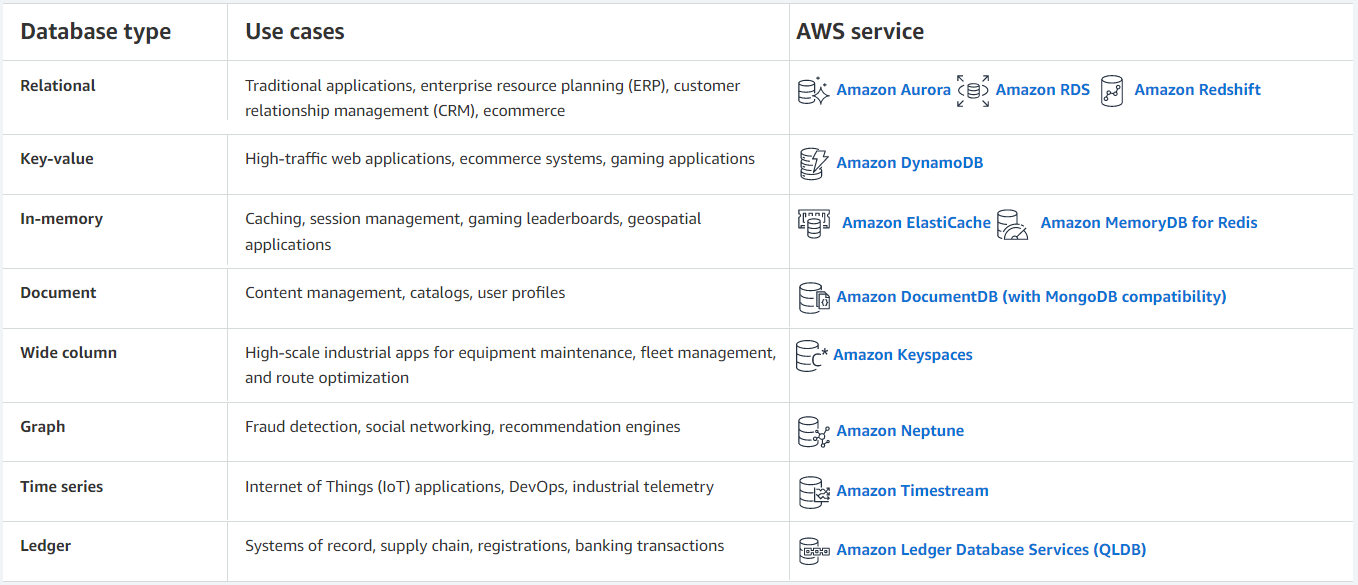 Database type Use cases AWS service
Relational Traditional applications, enterprise resource planning (ERP), customer Amazon Aurora Amazon RDS Amazon Redshift
relationship management (CRM), ecommerce
Key-value High-traffic web applications, ecommerce systems, gaming applications Amazon DynamoDB
In-memory Caching, session management, gaming leaderboards, geospatial Amazon ElastiCache Amazon MemoryDB for Redis
applications
Document Content management, catalogs, user profiles Amazon DocumentDB (with MongoDB compatibility)
Wide column High-scale industrial apps for equipment maintenance, fleet management, C* Amazon Keyspaces
and route optimization
Graph Fraud detection, social networking, recommendation engines Amazon Neptune
Time series Internet of Things (IoT) applications, DevOps, industrial telemetry Amazon Timestream
Ledger Systems of record, supply chain, registrations, banking transactions Amazon Ledger Database Services (QLDB)